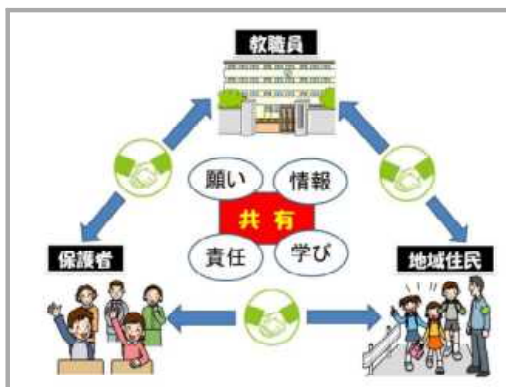 教職員
願い 情報
共有
責任 学び
保護者
地域住民